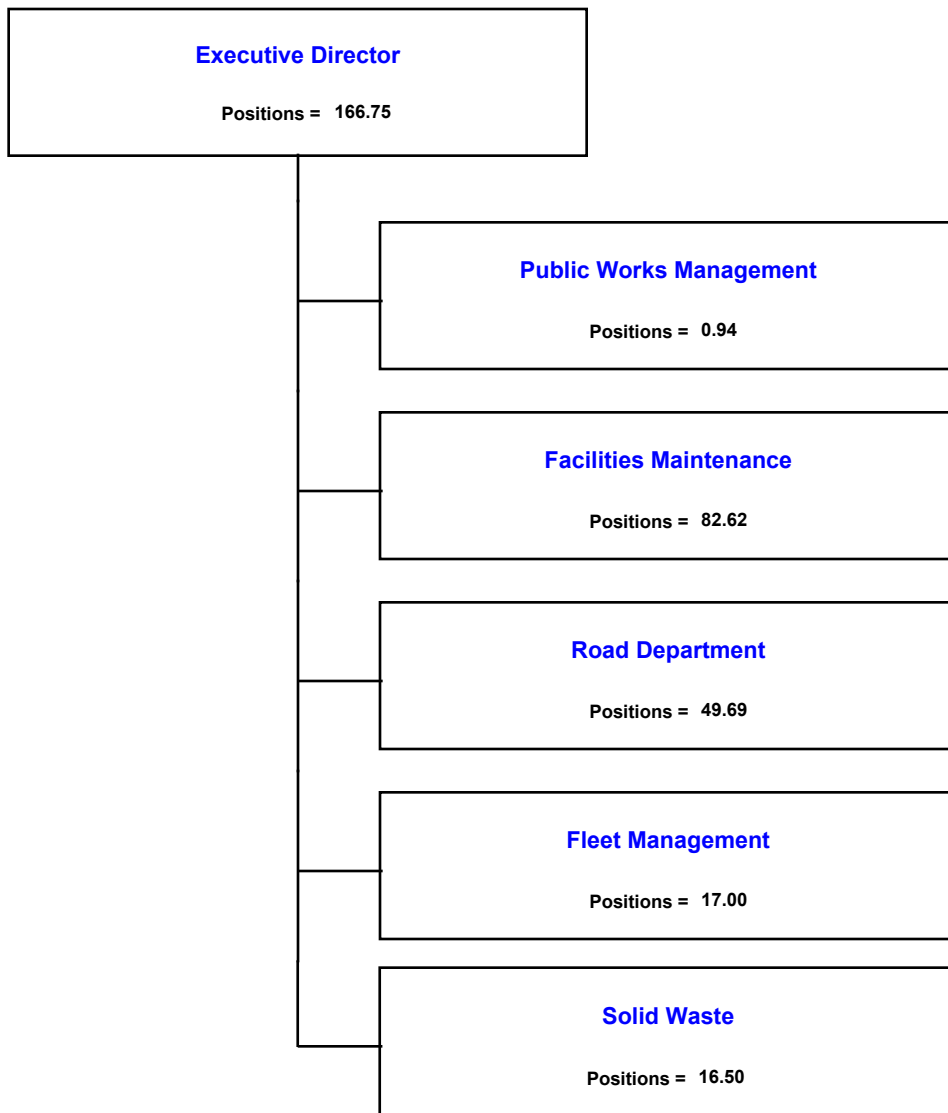 Executive Director
Positions = 166.75
Public Works Management
Positions = 0.94
Facilities Maintenance
Positions = 82.62
Road Department
Positions = 49.69
Fleet Management
Positions = 17.00
Solid Waste
Positions = 16.50